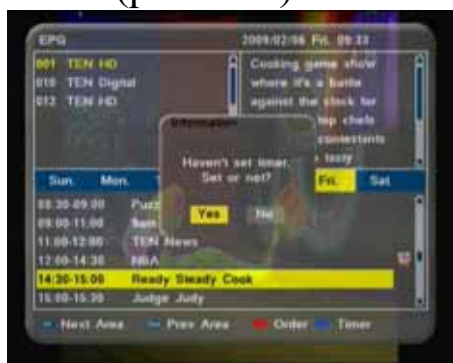 (p
EPG 2009/02/06 Fri. 09:33
001 TEN HD
010 TEN Digital
012 TEN HD
Cooking game show
where it's a battle
against the clock for
top chefs
contestants
tasty
Information
Haven't set timer.
Set or not?
Yes No
Sun. Mon. Fri. Sat.
08:30-09:00 Puzz
09:00-11:00
11:00-12:00 TEN News
12:00-14:30 NBA
14:30-15:00 Ready Steady Cook
15:00-15:30 Judge Judy
Next Area Prev Area Order Timer